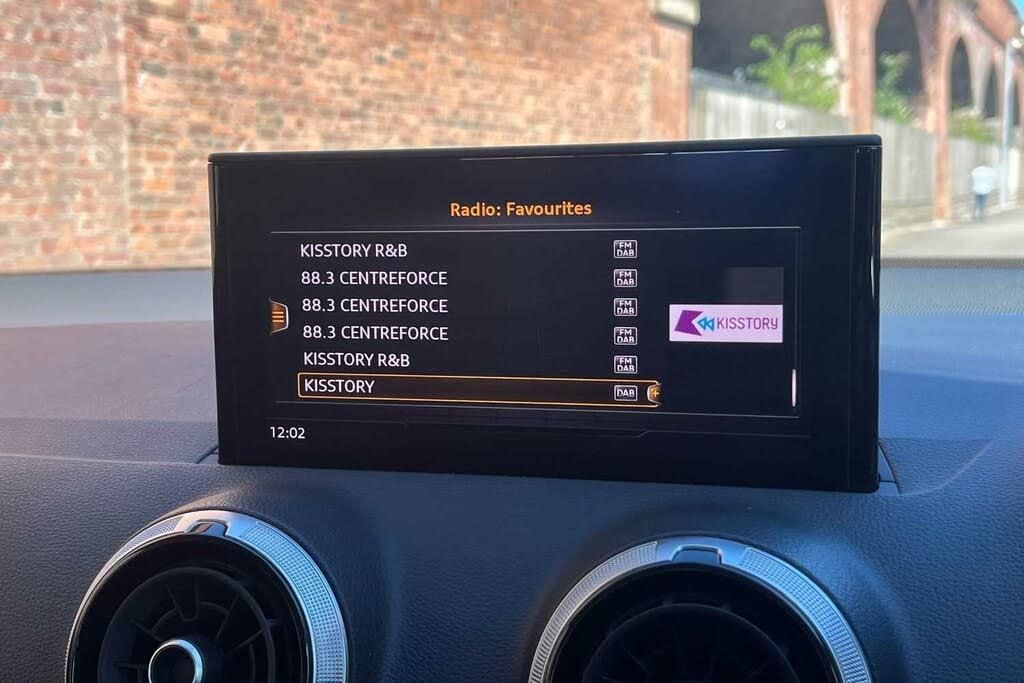 Radio: Favourites
KISSTORY R&B FM DAB
88.3 CENTREFORCE FM DAB
88.3 CENTREFORCE FM DAB
88.3 CENTREFORCE FM DAB
KISSTORY R&B FM DAB
KISSTORY DAB +
KISSTORY
12:02